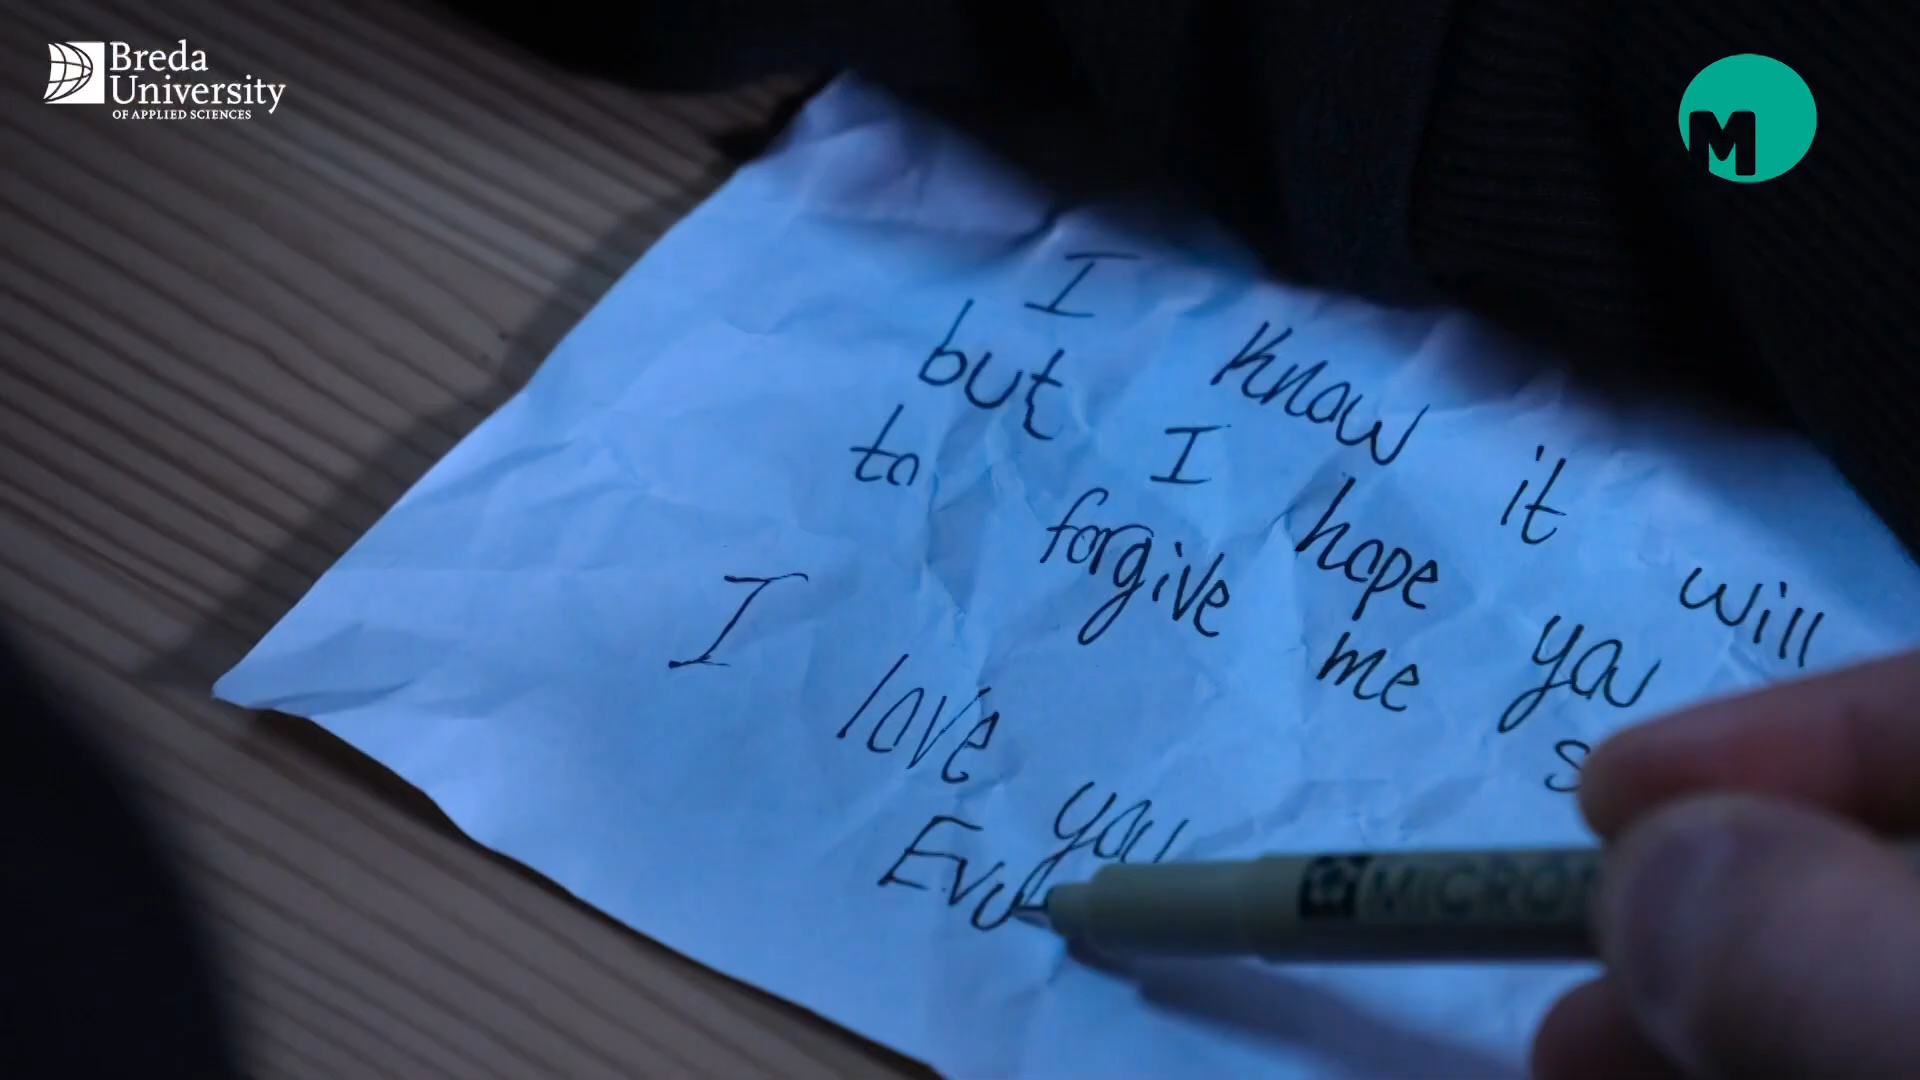 Breda
University
OF APPLIED SCIENCES
M
I know it will
but I hope you
to forgive me
I love you